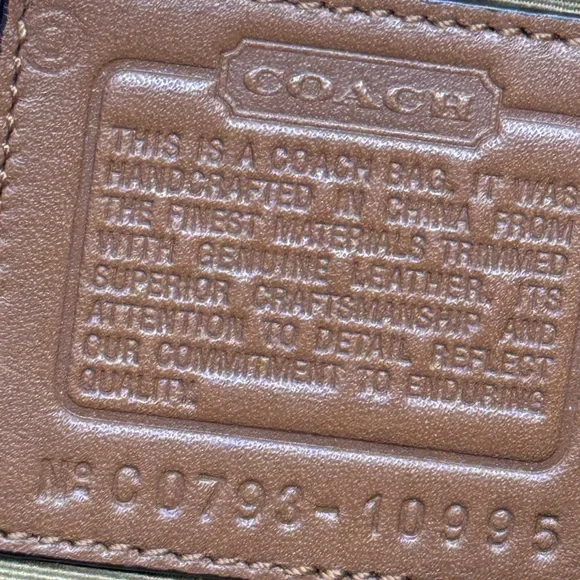 COACH
THIS IS A COACH BAG. IT WAS
HANDCRAFTED IN CHINA FROM
THE FINEST MATERIALS TRIMMED
WITH GENUINE LEATHER. ITS
SUPERIOR CRAFTSMANSHIP AND
ATTENTION TO DETAIL REFLECT
OUR COMMITMENT TO ENDURING
QUALITY.
Nº C0793-10995